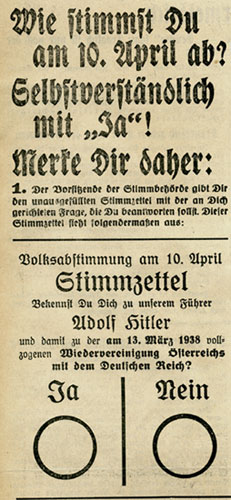 Wie stimmst Du
am 10. April ab?
Selbstverständlich
mit „Ja“!
Merke Dir daher:
1. Der Vorsitzende der Stimmbehörde gibt Dir
den unausgefüllten Stimmzettel mit der an Dich
gerichteten Frage, die Du beantworten sollst. Dieser
Stimmzettel sieht folgendermaßen aus:
Volksabstimmung am 10. April
Stimmzettel
Bekennst Du Dich zu unserem Führer
Adolf Hitler
und damit zu der am 13. März 1938 voll-
zogenen Wiedervereinigung Österreichs
mit dem Deutschen Reich?
Ja Nein